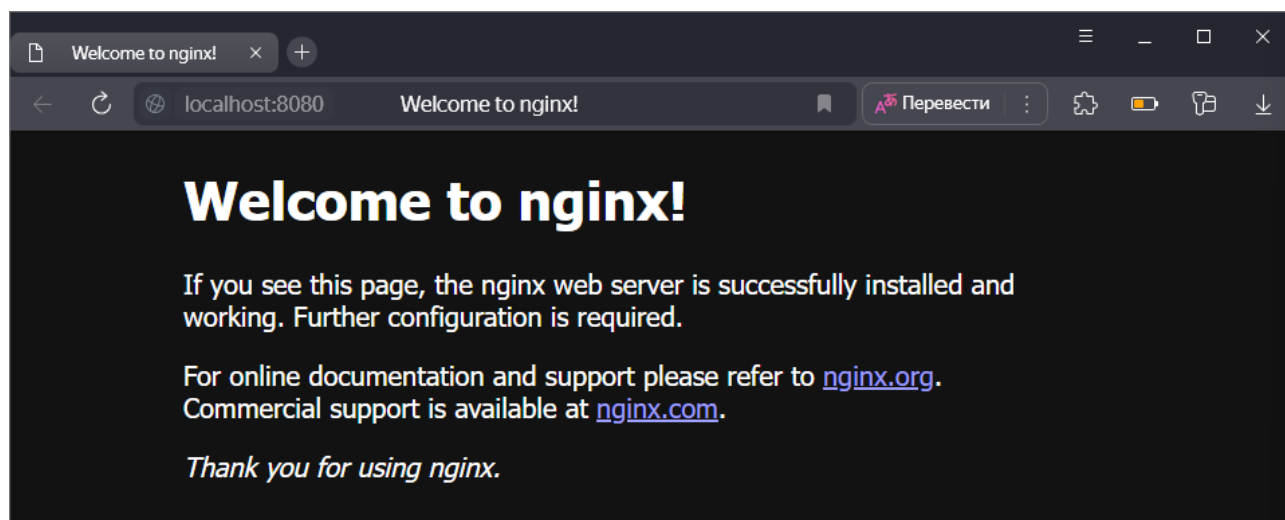 Welcome to nginx!
localhost:8080 Welcome to nginx! Aあ Перевести
Welcome to nginx!
If you see this page, the nginx web server is successfully installed and
working. Further configuration is required.
For online documentation and support please refer to nginx.org.
Commercial support is available at nginx.com.
Thank you for using nginx.